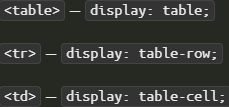 <table> — display: table;
<tr> — display: table-row;
<td> — display: table-cell;